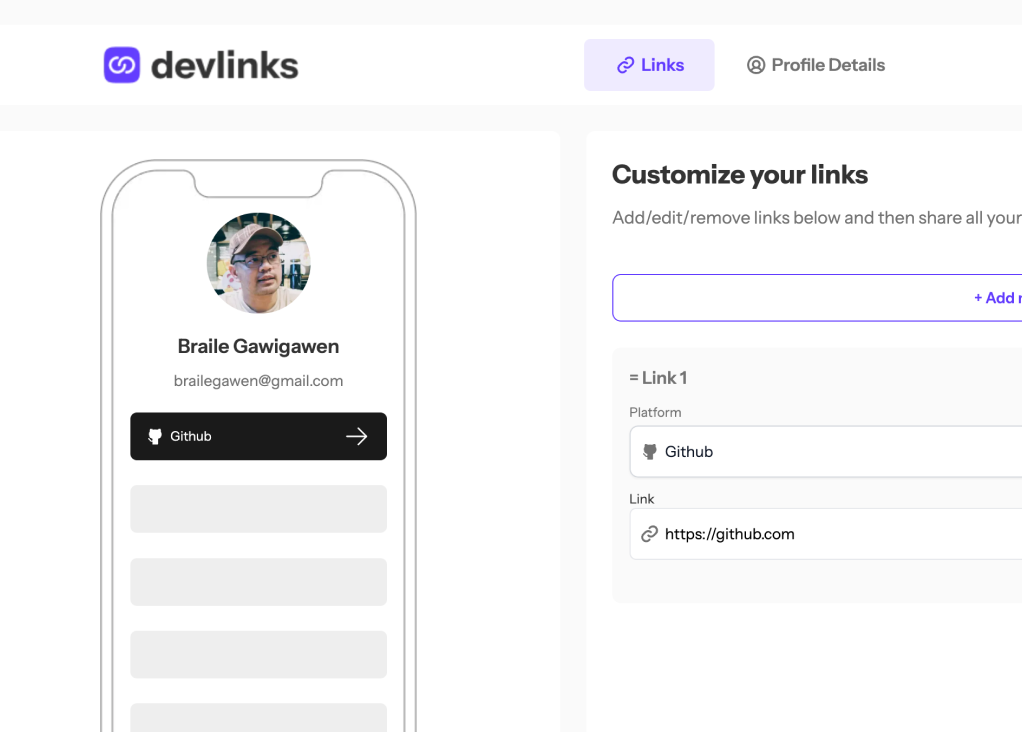 devlinks
Links
Profile Details
Braile Gawigawen
brailegawen@gmail.com
Github
Customize your links
Add/edit/remove links below and then share all your
+ Add
= Link 1
Platform
Github
Link
https://github.com